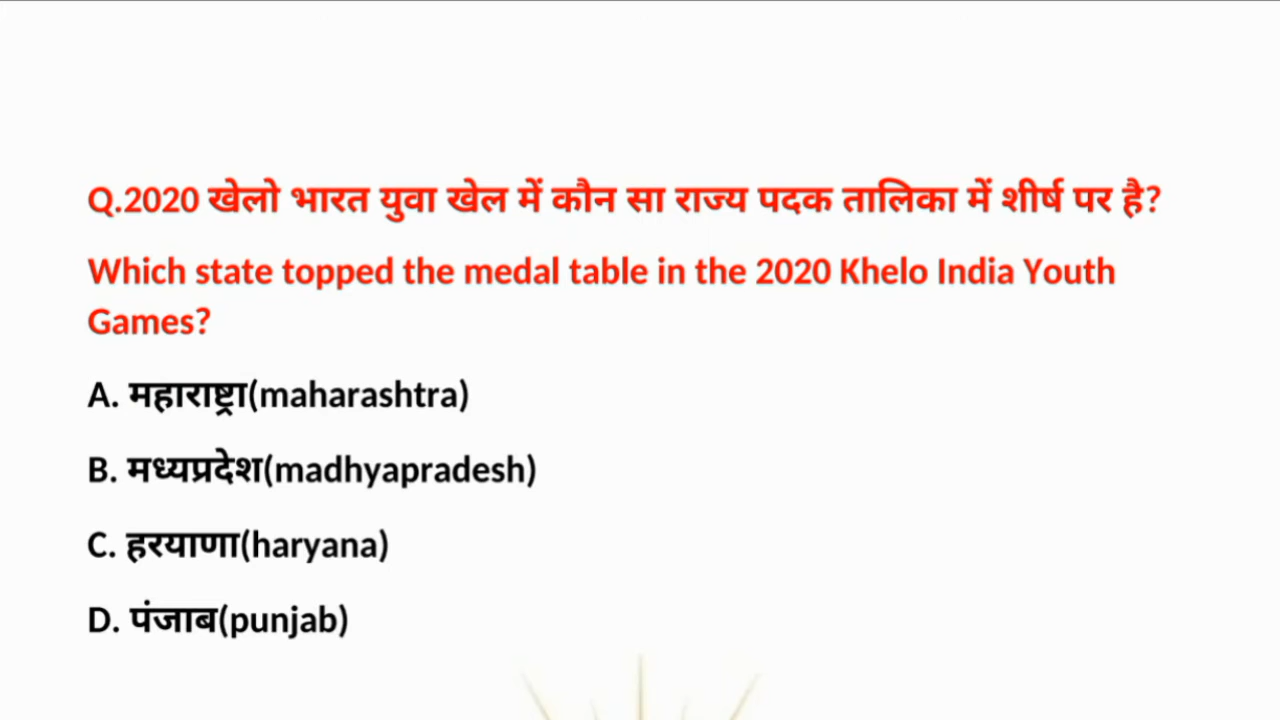 Q.2020 खेलो भारत युवा खेल में कौन सा राज्य पदक तालिका में शीर्ष पर है?
Which state topped the medal table in the 2020 Khelo India Youth
Games?
A. महाराष्ट्रा(maharashtra)
B. मध्यप्रदेश(madhyapradesh)
C. हरयाणा(haryana)
D. पंजाब(punjab)